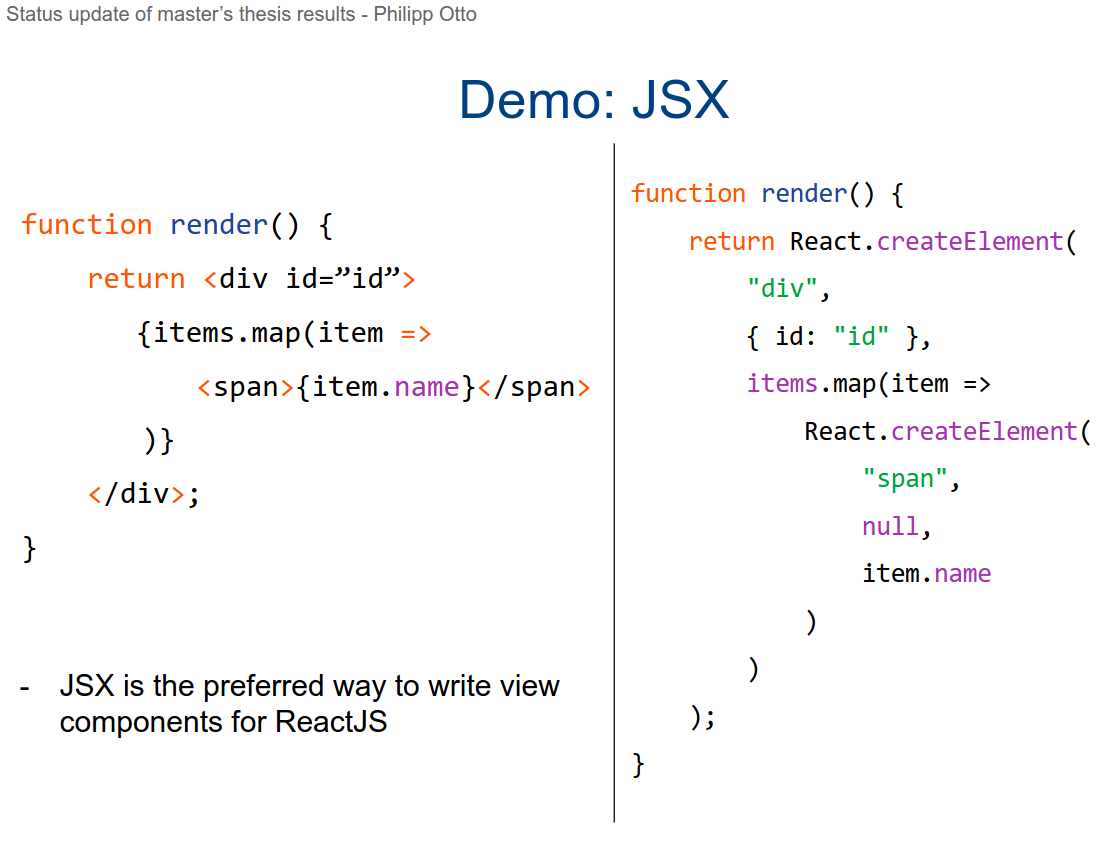 Status update of master’s thesis results - Philipp Otto
Demo: JSX
function render() {
return <div id=”id”>
{items.map(item =>
<span>{item.name}</span>
)}
</div>;
}
- JSX is the preferred way to write view
components for ReactJS
function render() {
return React.createElement(
"div",
{ id: "id" },
items.map(item =>
React.createElement(
"span",
null,
item.name
)
)
);
}